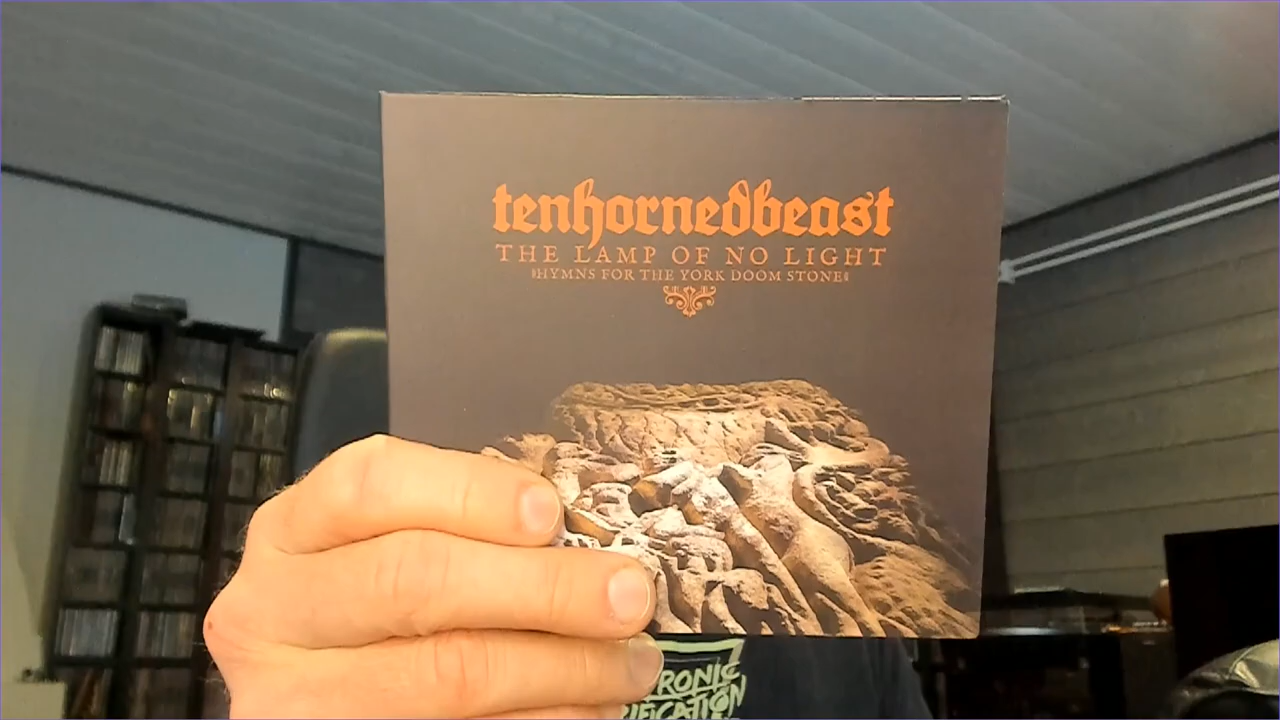 tenhornedbeast
THE LAMP OF NO LIGHT
HYMNS FOR THE YORK DOOM STONE